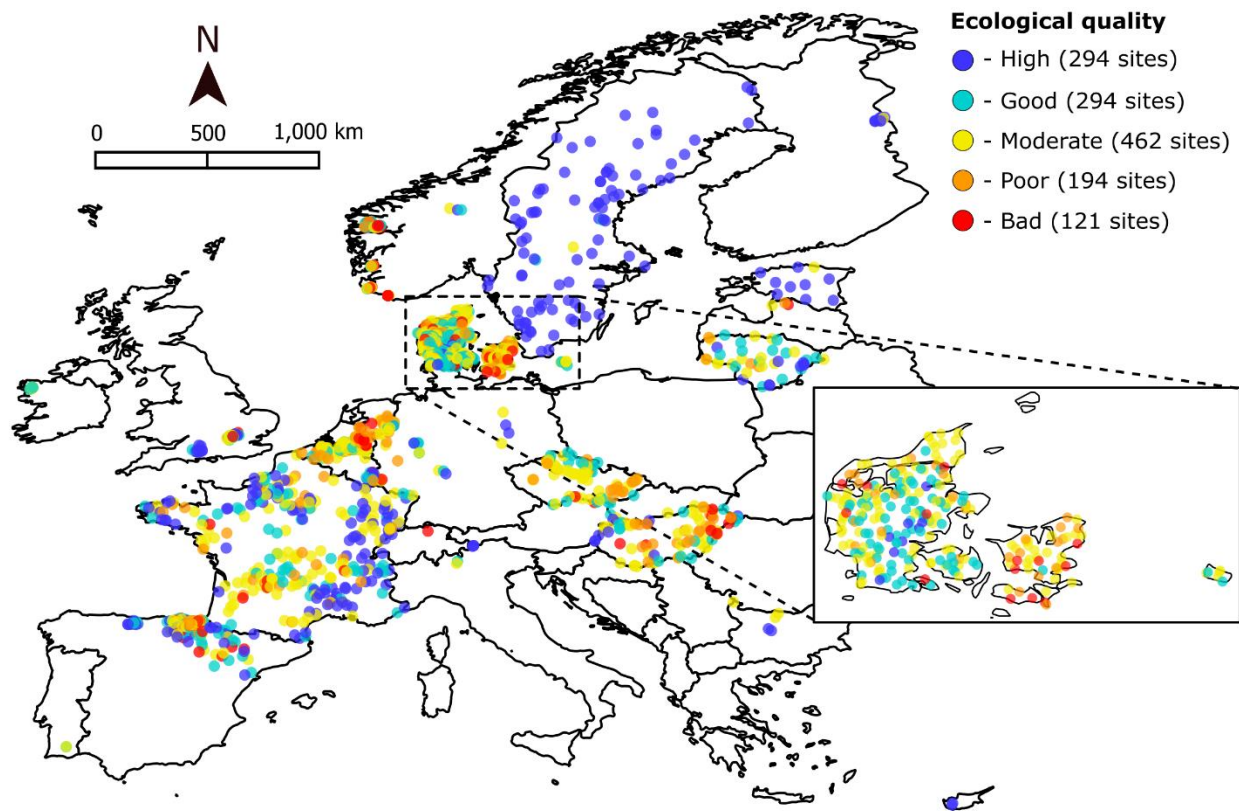 N
0 500 1,000 km
Ecological quality
- High (294 sites)
- Good (294 sites)
- Moderate (462 sites)
- Poor (194 sites)
- Bad (121 sites)